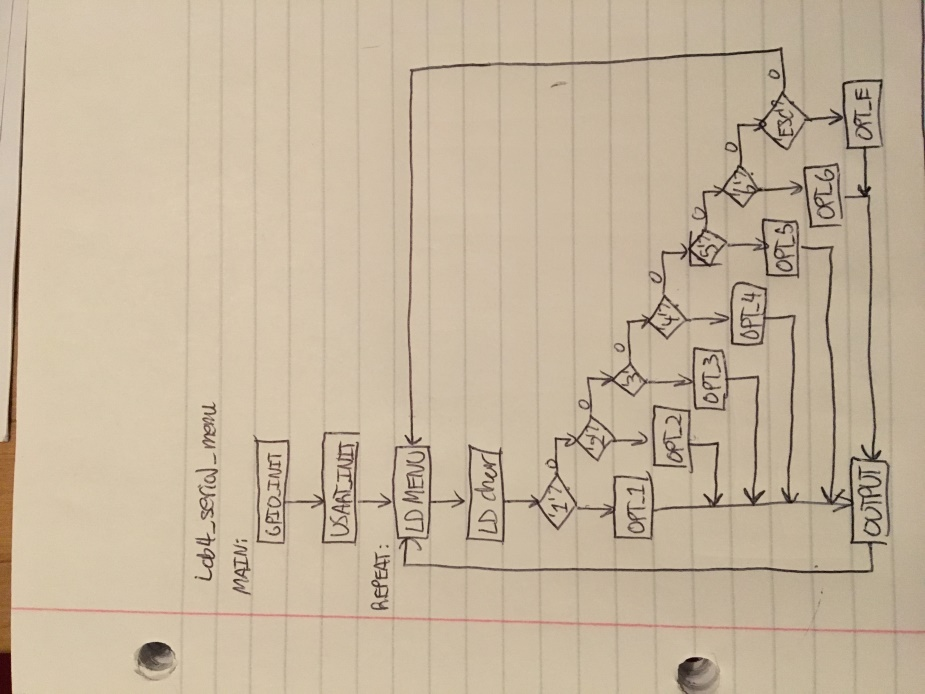 lab4_serial_menu
MAIN:
GPIO_INIT
USART_INIT
REPEAT:
LD MENU
LD char
'1'?
0
OPT_1
'2'?
0
OPT_2
'3'
0
OPT_3
'4'?
0
OPT_4
'5'?
0
OPT_5
'6'?
0
OPT_6
'ESC'?
0
OPT_E
OUTPUT